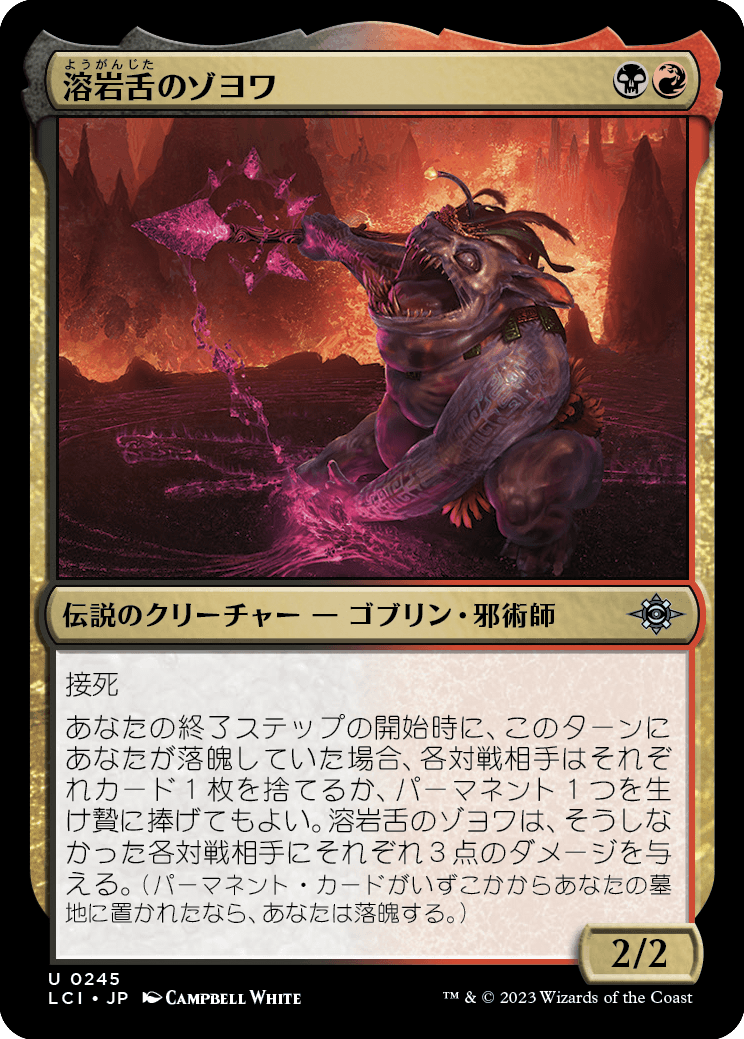 ようがんじた
溶岩舌のゾヨワ
伝説のクリーチャー — ゴブリン・邪術師
接死
あなたの終了ステップの開始時に、このターンに
あなたが落魄していた場合、各対戦相手はそれぞ
れカード１枚を捨てるか、パーマネント１つを生
け贄に捧げてもよい。溶岩舌のゾヨワは、そうしな
かった各対戦相手にそれぞれ３点のダメージを与
える。（パーマネント・カードがいずこかからあなたの墓
地に置かれたなら、あなたは落魄する。）
2/2
U 0245
LCI • JP Campbell White
™ & © 2023 Wizards of the Coast